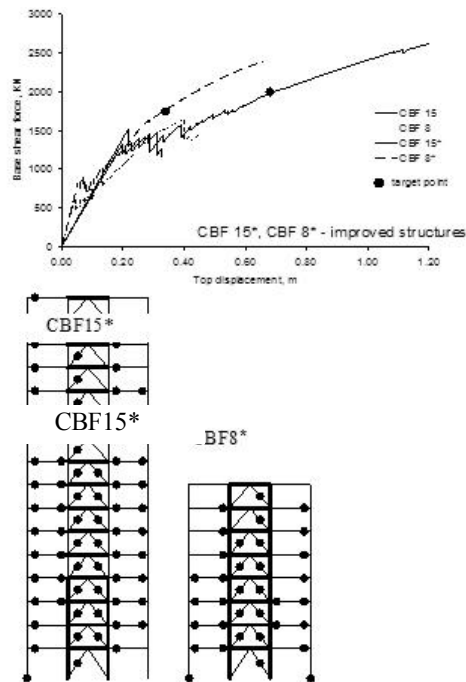 3000
2500
2000
1500
1000
500
0
Base shear force, KN
CBF 15
CBF 8
CBF 15*
CBF 8*
target point
CBF 15*, CBF 8* - improved structures
0.00 0.20 0.40 0.60 0.80 1.00 1.20
Top displacement, m
CBF15*
CBF15*
BF8*